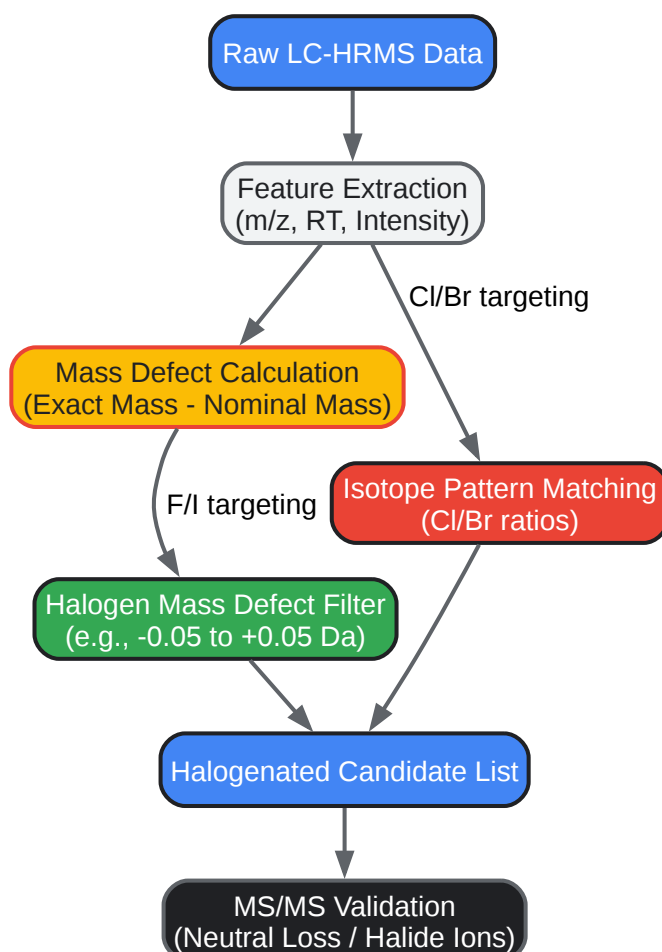 Raw LC-HRMS Data
Feature Extraction
(m/z, RT, Intensity)
Cl/Br targeting
Mass Defect Calculation
(Exact Mass - Nominal Mass)
F/I targeting
Isotope Pattern Matching
(Cl/Br ratios)
Halogen Mass Defect Filter
(e.g., -0.05 to +0.05 Da)
Halogenated Candidate List
MS/MS Validation
(Neutral Loss / Halide Ions)